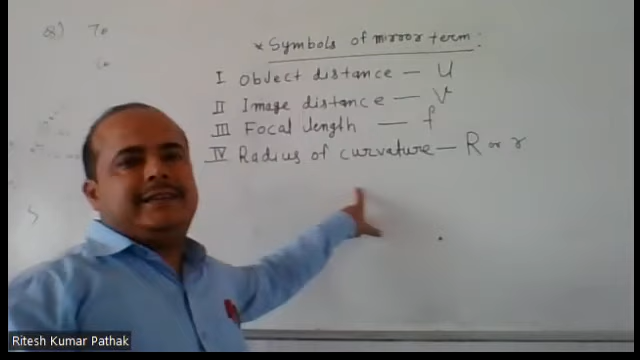 * Symbols of mirror term:
I Object distance — U
II Image distance — V
III Focal length — f
IV Radius of curvature — R or r
Ritesh Kumar Pathak